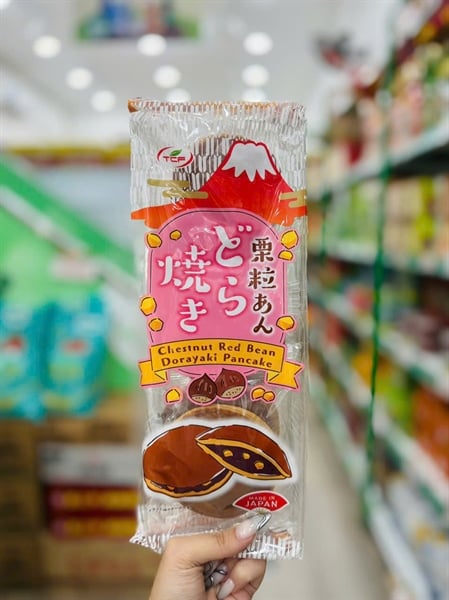 TCF
栗粒あん
どら
焼き
Chestnut Red Bean
Dorayaki Pancake
MADE IN
JAPAN